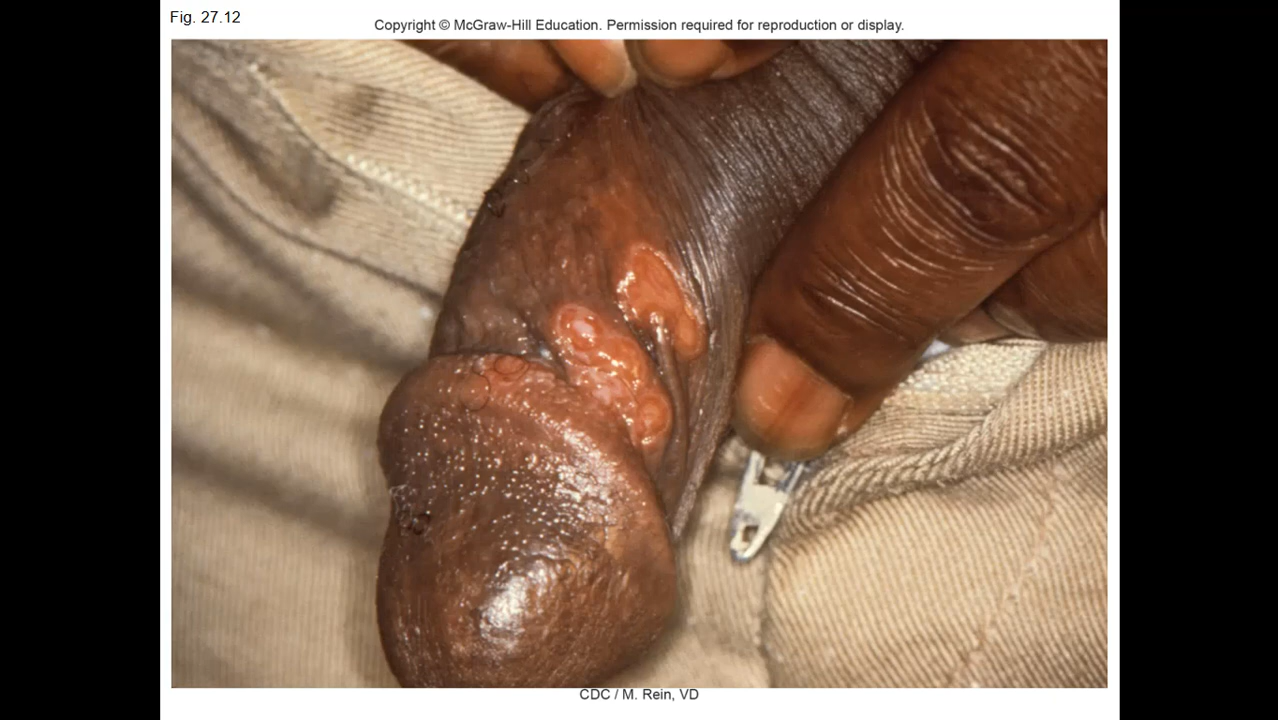 Fig. 27.12
Copyright © McGraw-Hill Education. Permission required for reproduction or display.
CDC / M. Rein, VD